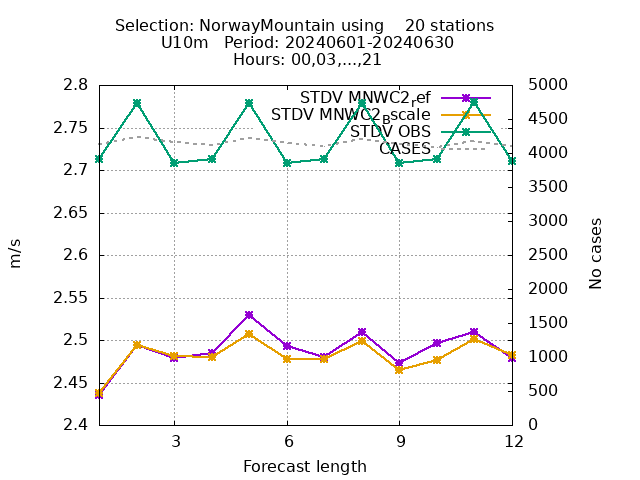 Selection: NorwayMountain using    20 stations
U10m   Period: 20240601-20240630
Hours: 00,03,...,21
STDV MNWC2_ref
STDV MNWC2_Bscale
STDV OBS
CASES
2.8
2.75
2.7
2.65
2.6
2.55
2.5
2.45
2.4
5000
4500
4000
3500
3000
2500
2000
1500
1000
500
0
m/s
No cases
3 6 9 12
Forecast length